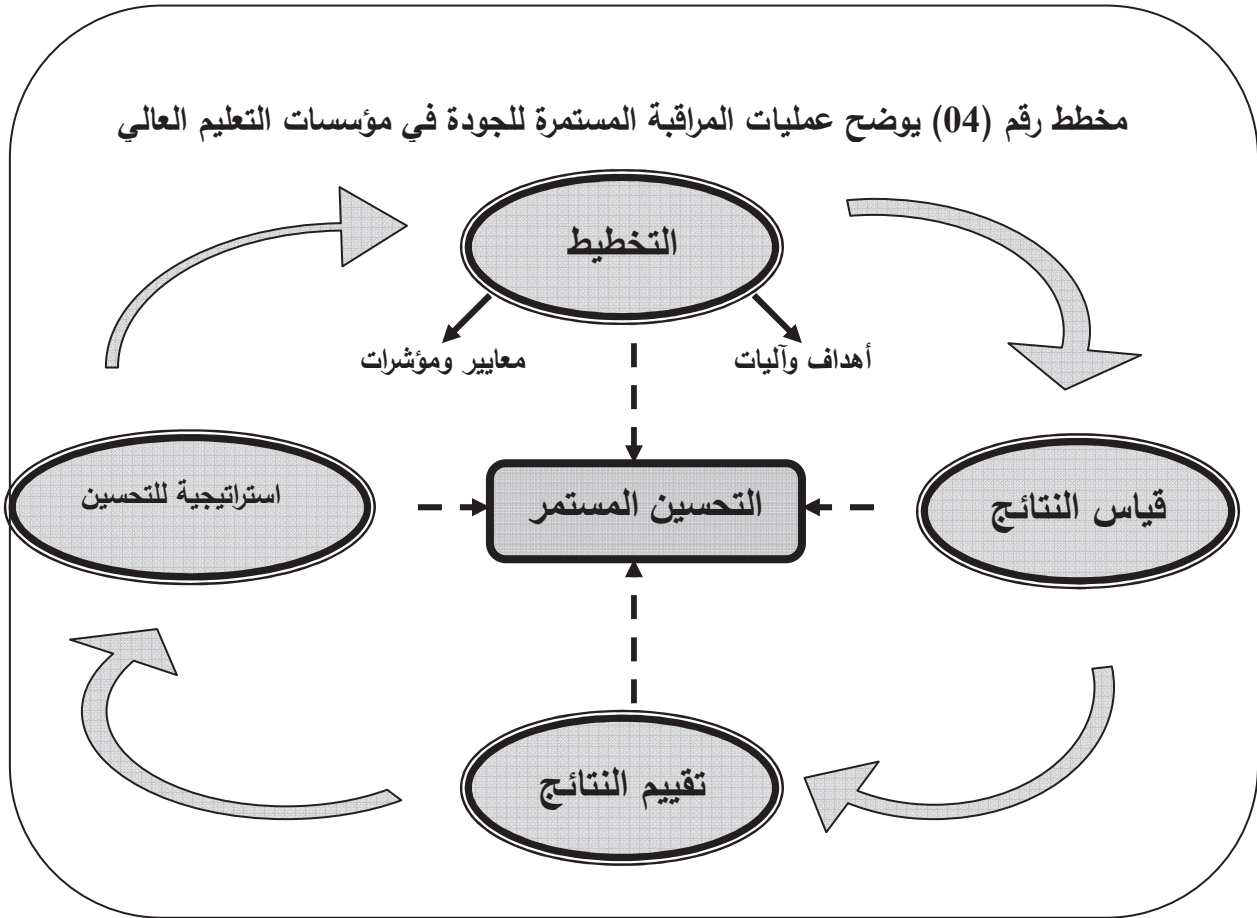 مخطط رقم (04) يوضح عمليات المراقبة المستمرة للجودة في مؤسسات التعليم العالي
التخطيط
أهداف وآليات
معايير ومؤشرات
قياس النتائج
التحسين المستمر
استراتيجية للتحسين
تقييم النتائج